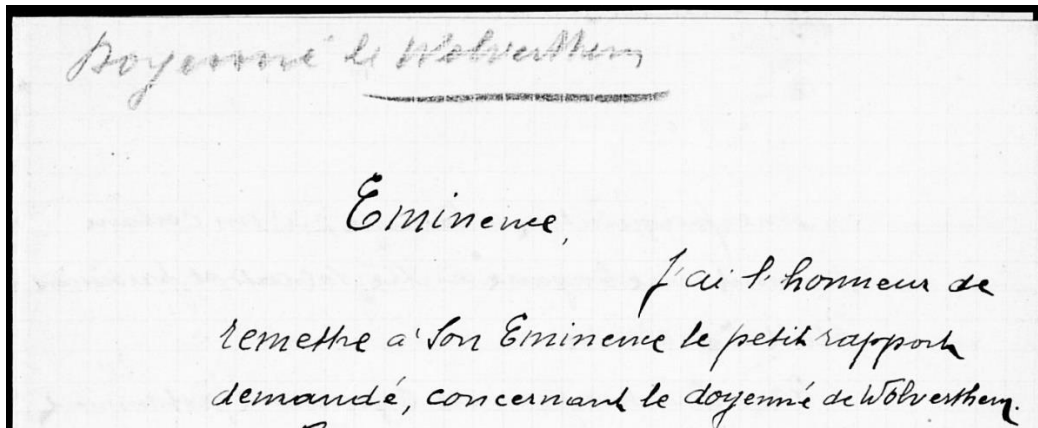 Doyenné de Wolverthem
Eminence,
J'ai l'honneur de
remettre à Son Eminence le petit rapport
demandé, concernant le doyenné de Wolverthem.